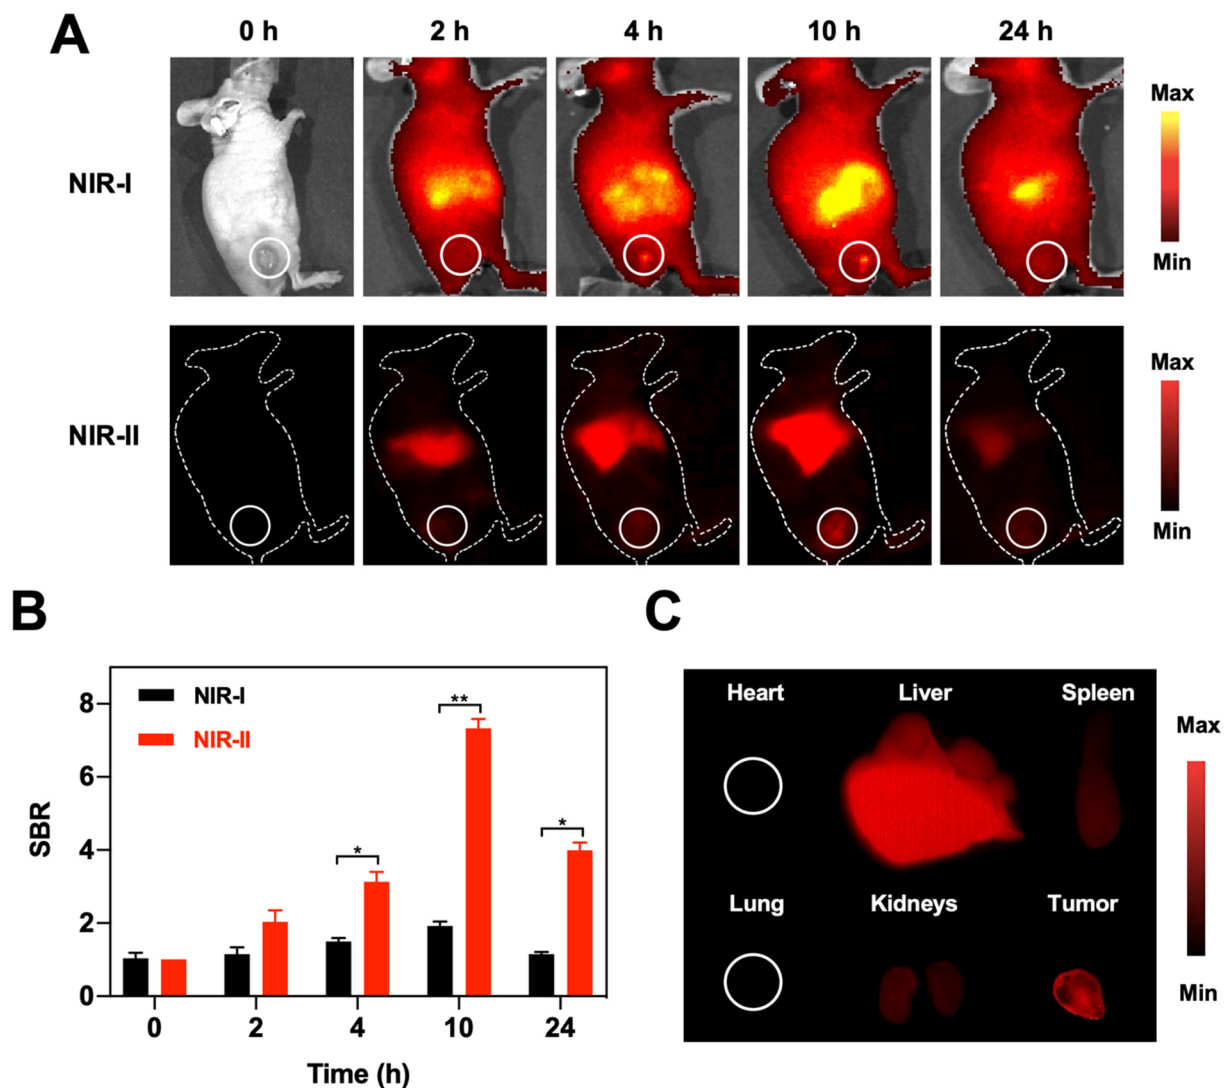 A
0 h 2 h 4 h 10 h 24 h
NIR-I
Max
Min
NIR-II
Max
Min
B
SBR
8
6
4
2
0
NIR-I
NIR-II
*
**
*
0 2 4 10 24
Time (h)
C
Heart Liver Spleen
Lung Kidneys Tumor
Max
Min